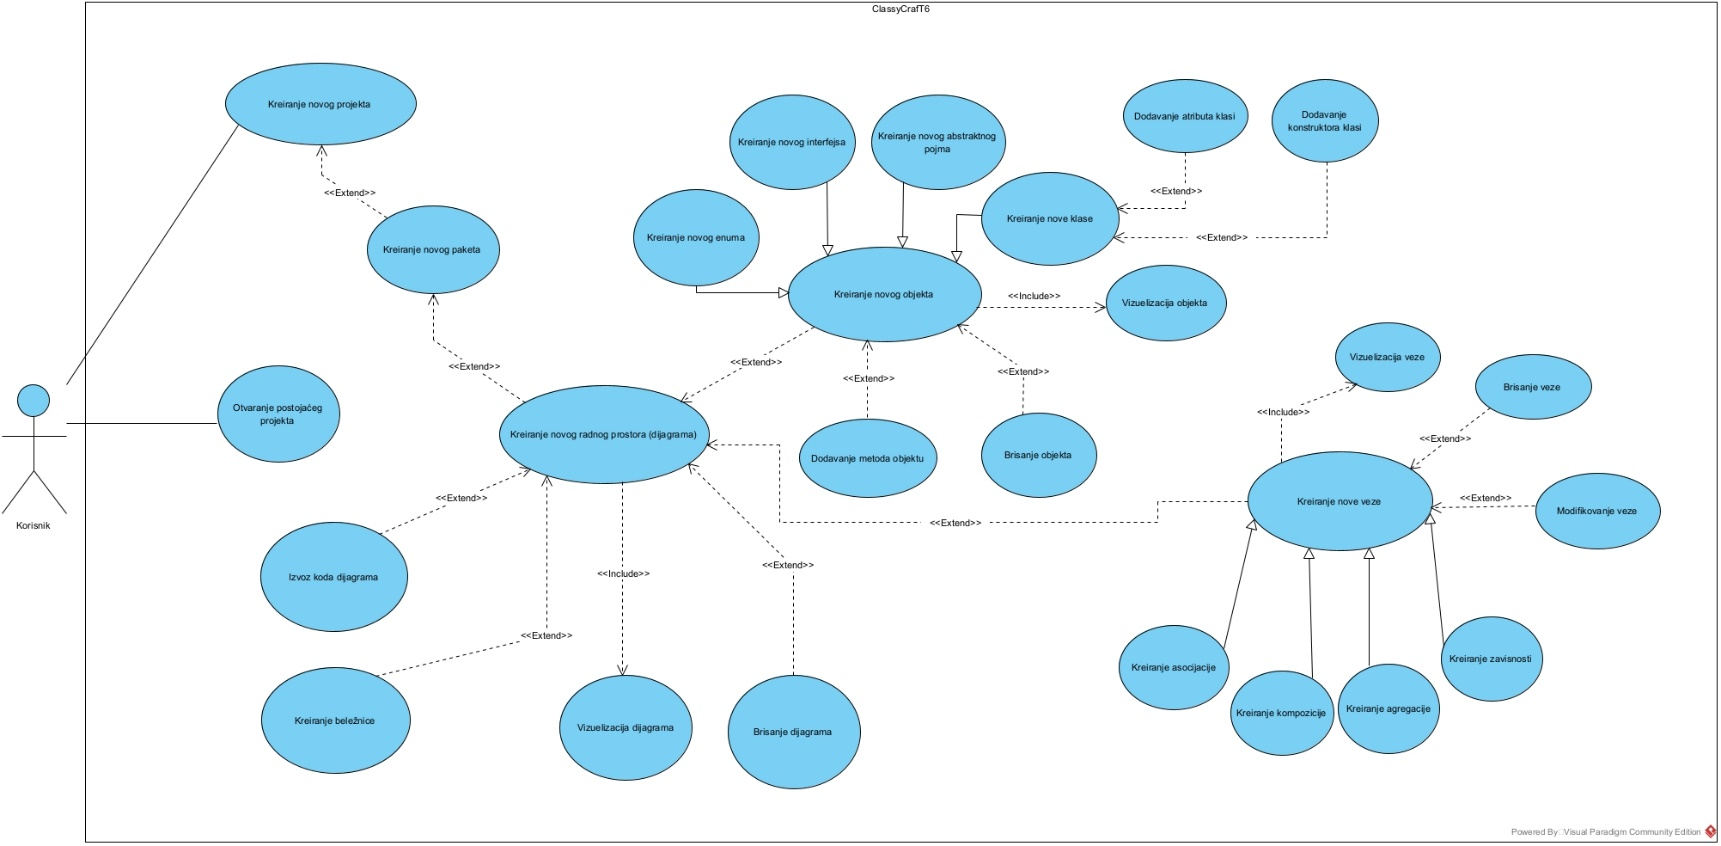 ClassyCrafT6
Kreiranje novog projekta
<<Extend>>
Kreiranje novog paketa
<<Extend>>
Otvaranje postojaćeg
projekta
Korisnik
Kreiranje novog interfejsa
Kreiranje novog abstraktnog
pojma
Dodavanje atributa klasi
Dodavanje
konstruktora klasi
<<Extend>>
Kreiranje nove klase
<<Extend>>
Kreiranje novog enuma
Kreiranje novog objekta
<<Include>>
Vizuelizacija objekta
<<Extend>>
<<Extend>>
<<Extend>>
Kreiranje novog radnog prostora (dijagrama)
Dodavanje metoda objektu
Brisanje objekta
Vizuelizacija veze
Brisanje veze
<<Include>>
<<Extend>>
Kreiranje nove veze
<<Extend>>
Modifikovanje veze
<<Extend>>
<<Extend>>
Izvoz koda dijagrama
<<Include>>
<<Extend>>
<<Extend>>
Kreiranje beležnice
Vizuelizacija dijagrama
Brisanje dijagrama
Kreiranje asocijacije
Kreiranje kompozicije
Kreiranje agregacije
Kreiranje zavisnosti
Powered By Visual Paradigm Community Edition